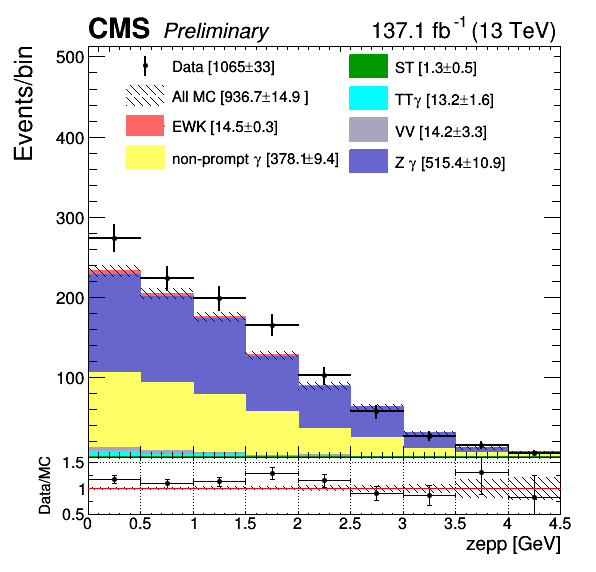 CMS Preliminary 137.1 fb⁻¹ (13 TeV)
Events/bin
500
400
300
200
100
Data [1065±33]
All MC [936.7±14.9 ]
EWK [14.5±0.3]
non-prompt γ [378.1±9.4]
ST [1.3±0.5]
TTγ [13.2±1.6]
VV [14.2±3.3]
Z γ [515.4±10.9]
Data/MC
1.5
1
0.5
0 0.5 1 1.5 2 2.5 3 3.5 4 4.5
zepp [GeV]